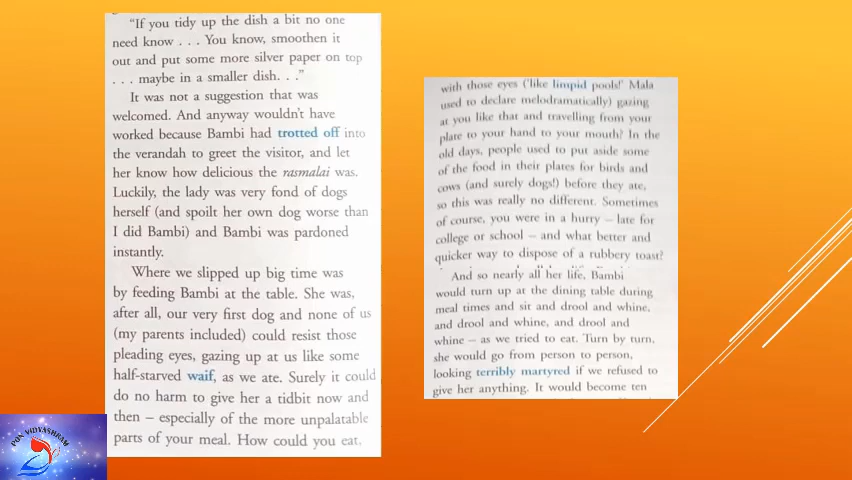 “If you tidy up the dish a bit no one
need know . . . You know, smoothen it
out and put some more silver paper on top
. . . maybe in a smaller dish. . .”
It was not a suggestion that was
welcomed. And anyway wouldn’t have
worked because Bambi had trotted off into
the verandah to greet the visitor, and let
her know how delicious the rasmalai was.
Luckily, the lady was very fond of dogs
herself (and spoilt her own dog worse than
I did Bambi) and Bambi was pardoned
instantly.
Where we slipped up big time was
by feeding Bambi at the table. She was,
after all, our very first dog and none of us
(my parents included) could resist those
pleading eyes, gazing up at us like some
half-starved waif, as we ate. Surely it could
do no harm to give her a tidbit now and
then – especially of the more unpalatable
parts of your meal. How could you eat,
with those eyes (‘like limpid pools!’ Mala
used to declare melodramatically) gazing
at you like that and travelling from your
plate to your hand to your mouth? In the
old days, people used to put aside some
of the food in their plates for birds and
cows (and surely dogs!) before they ate,
so this was really no different. Sometimes
of course, you were in a hurry – late for
college or school – and what better and
quicker way to dispose of a rubbery toast?
And so nearly all her life, Bambi
would turn up at the dining table during
meal times and sit and drool and whine,
and drool and whine, and drool and
whine – as we tried to eat. Turn by turn,
she would go from person to person,
looking terribly martyred if we refused to
give her anything. It would become ten
PON VIDYASHRAM